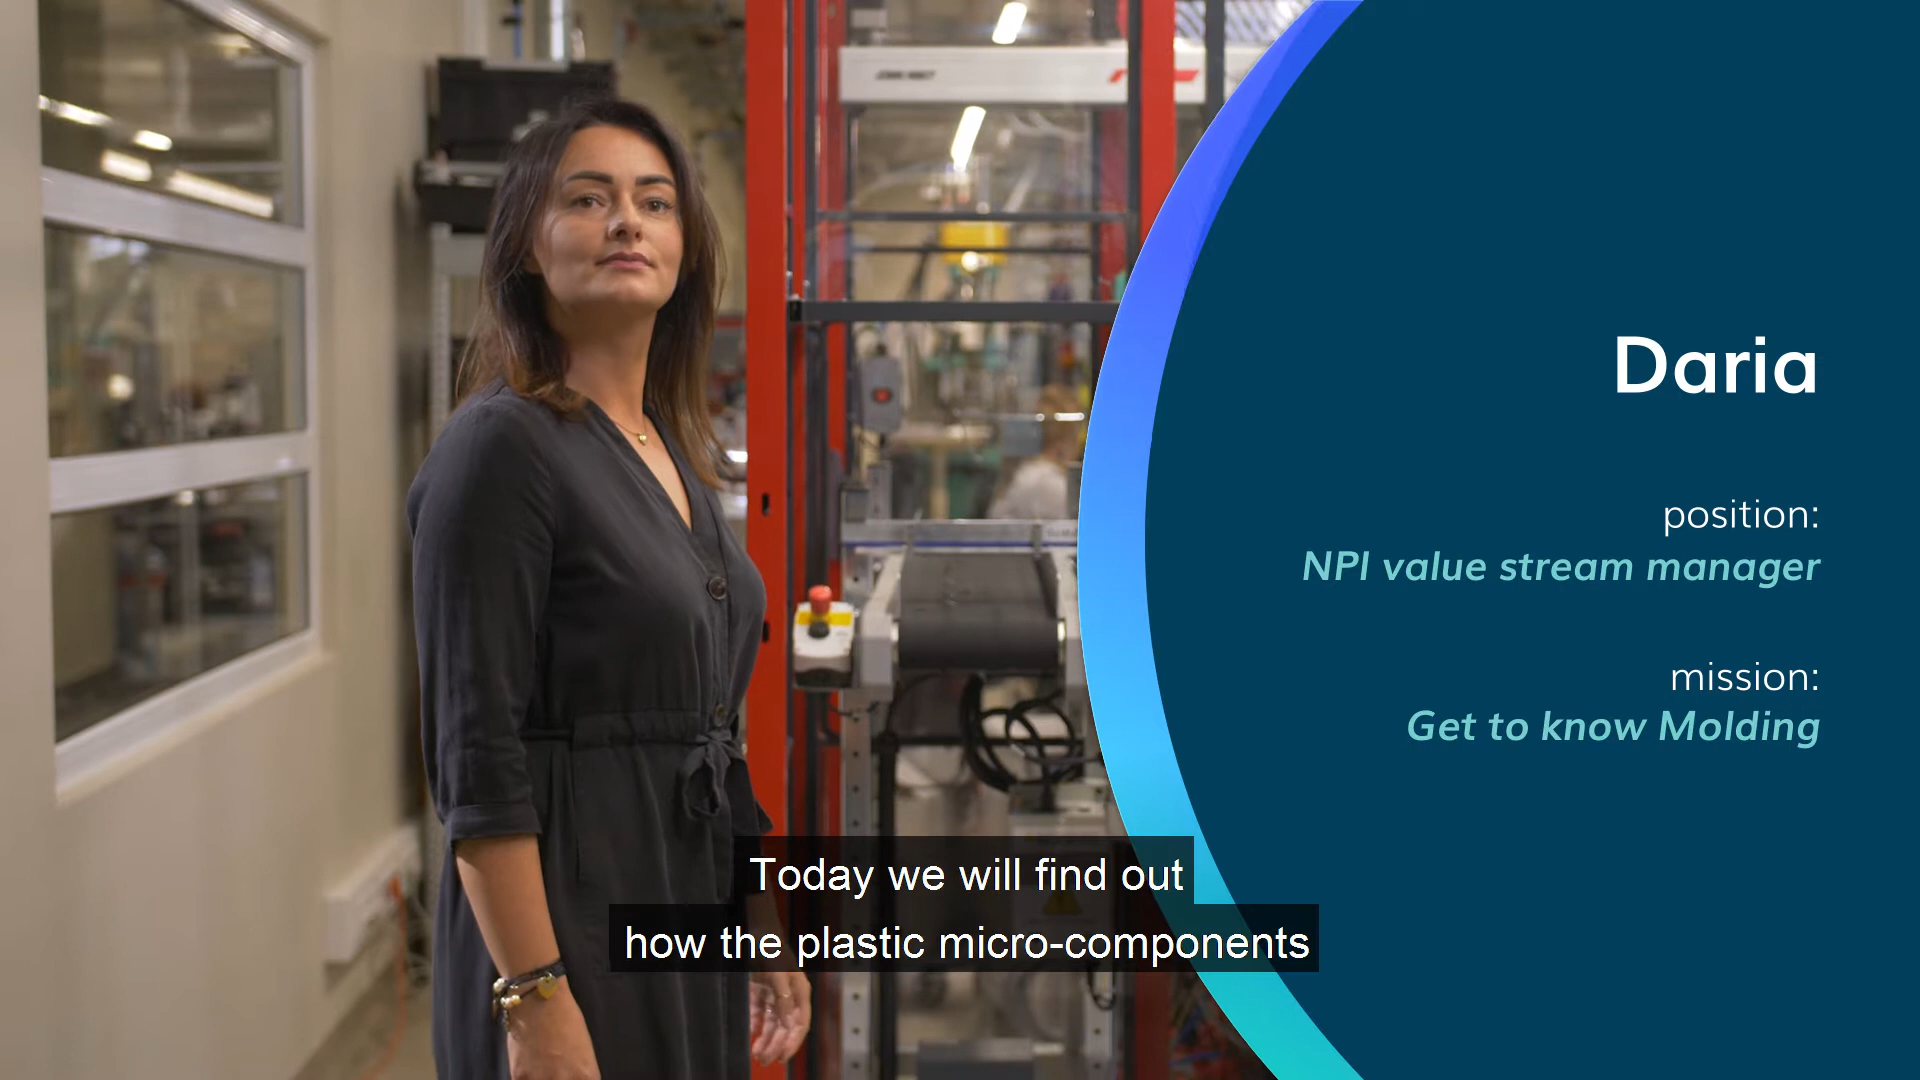 Daria
position:
NPI value stream manager
mission:
Get to know Molding
Today we will find out
how the plastic micro-components